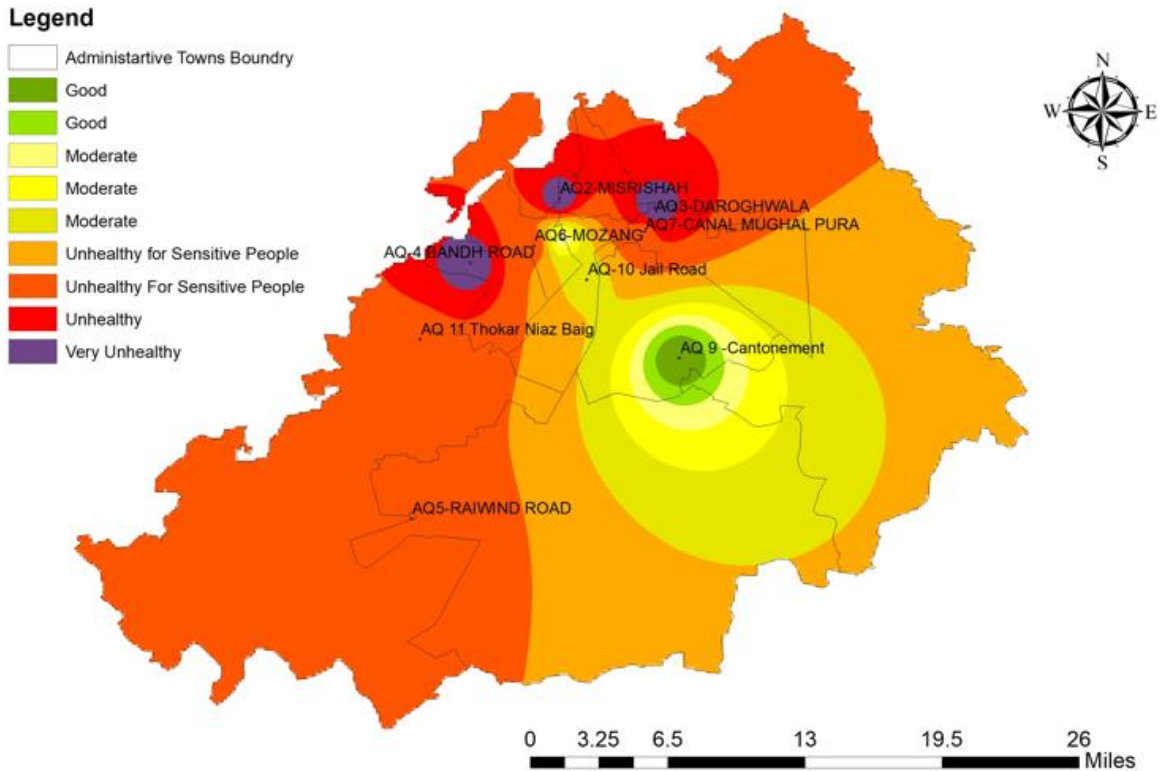 Legend
Administartive Towns Boundry
Good
Good
Moderate
Moderate
Moderate
Unhealthy for Sensitive People
Unhealthy For Sensitive People
Unhealthy
Very Unhealthy
N
W E
S
AQ2-MISRISHAH
AQ3-DAROGHWALA
AQ7-CANAL MUGHAL PURA
AQ6-MOZANG
AQ-4 BANDH ROAD
AQ-10 Jail Road
AQ 11 Thokar Niaz Baig
AQ 9 -Cantonement
AQ5-RAIWIND ROAD
0 3.25 6.5 13 19.5 26
Miles